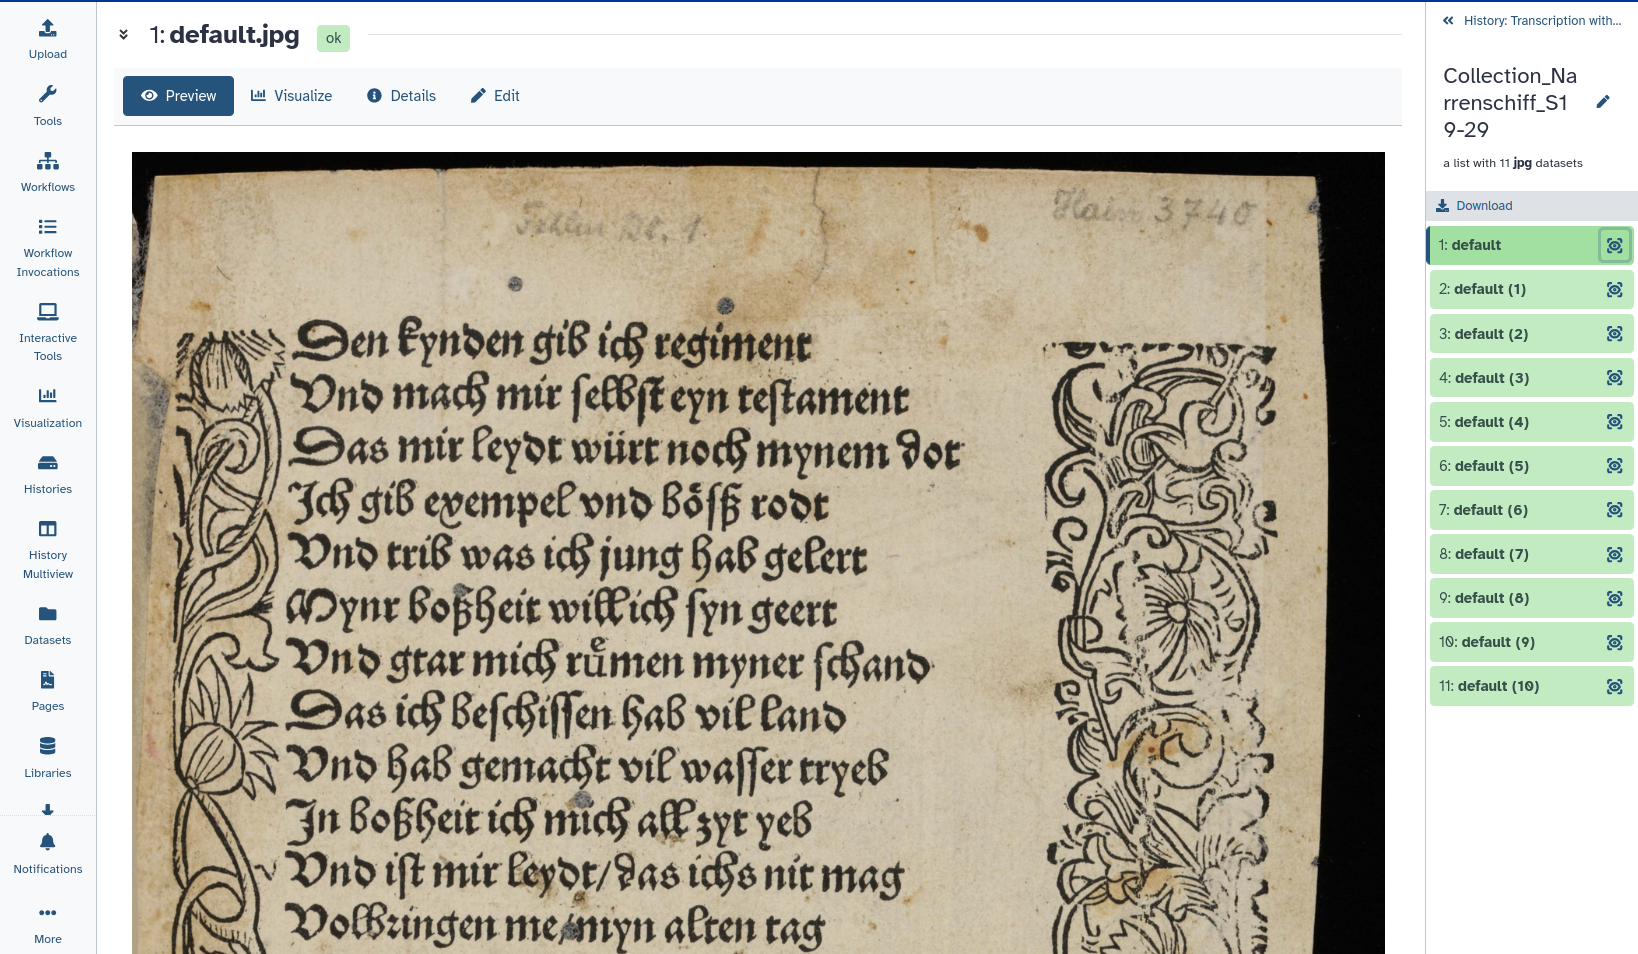 Upload
Tools
Workflows
Workflow
Invocations
Interactive
Tools
Visualization
Histories
History
Multiview
Datasets
Pages
Libraries
Notifications
More
1: default.jpg ok
Preview
Visualize
Details
Edit
Hain 3740
Den kynden gib ich regiment
Vnd mach mir ſelbſt eyn teſtament
Das mir leydt würt noch mynem dot
Ich gib exempel vnd boͤſß rodt
Vnd trib was ich jung hab gelert
Mynr boßheit will ich ſyn geert
Vnd gtar mich ruͤmen myner ſchand
Das ich beſchiſſen hab vil land
Vnd hab gemacht vil waſſer tryeb
In boßheit ich mich all zyt yeb
Vnd iſt mir leydt/das ichs nit mag
Volbringen me/myn alten tag
History: Transcription with...
Collection_Na
rrenschiff_S1
9-29
a list with 11 jpg datasets
Download
1: default
2: default (1)
3: default (2)
4: default (3)
5: default (4)
6: default (5)
7: default (6)
8: default (7)
9: default (8)
10: default (9)
11: default (10)